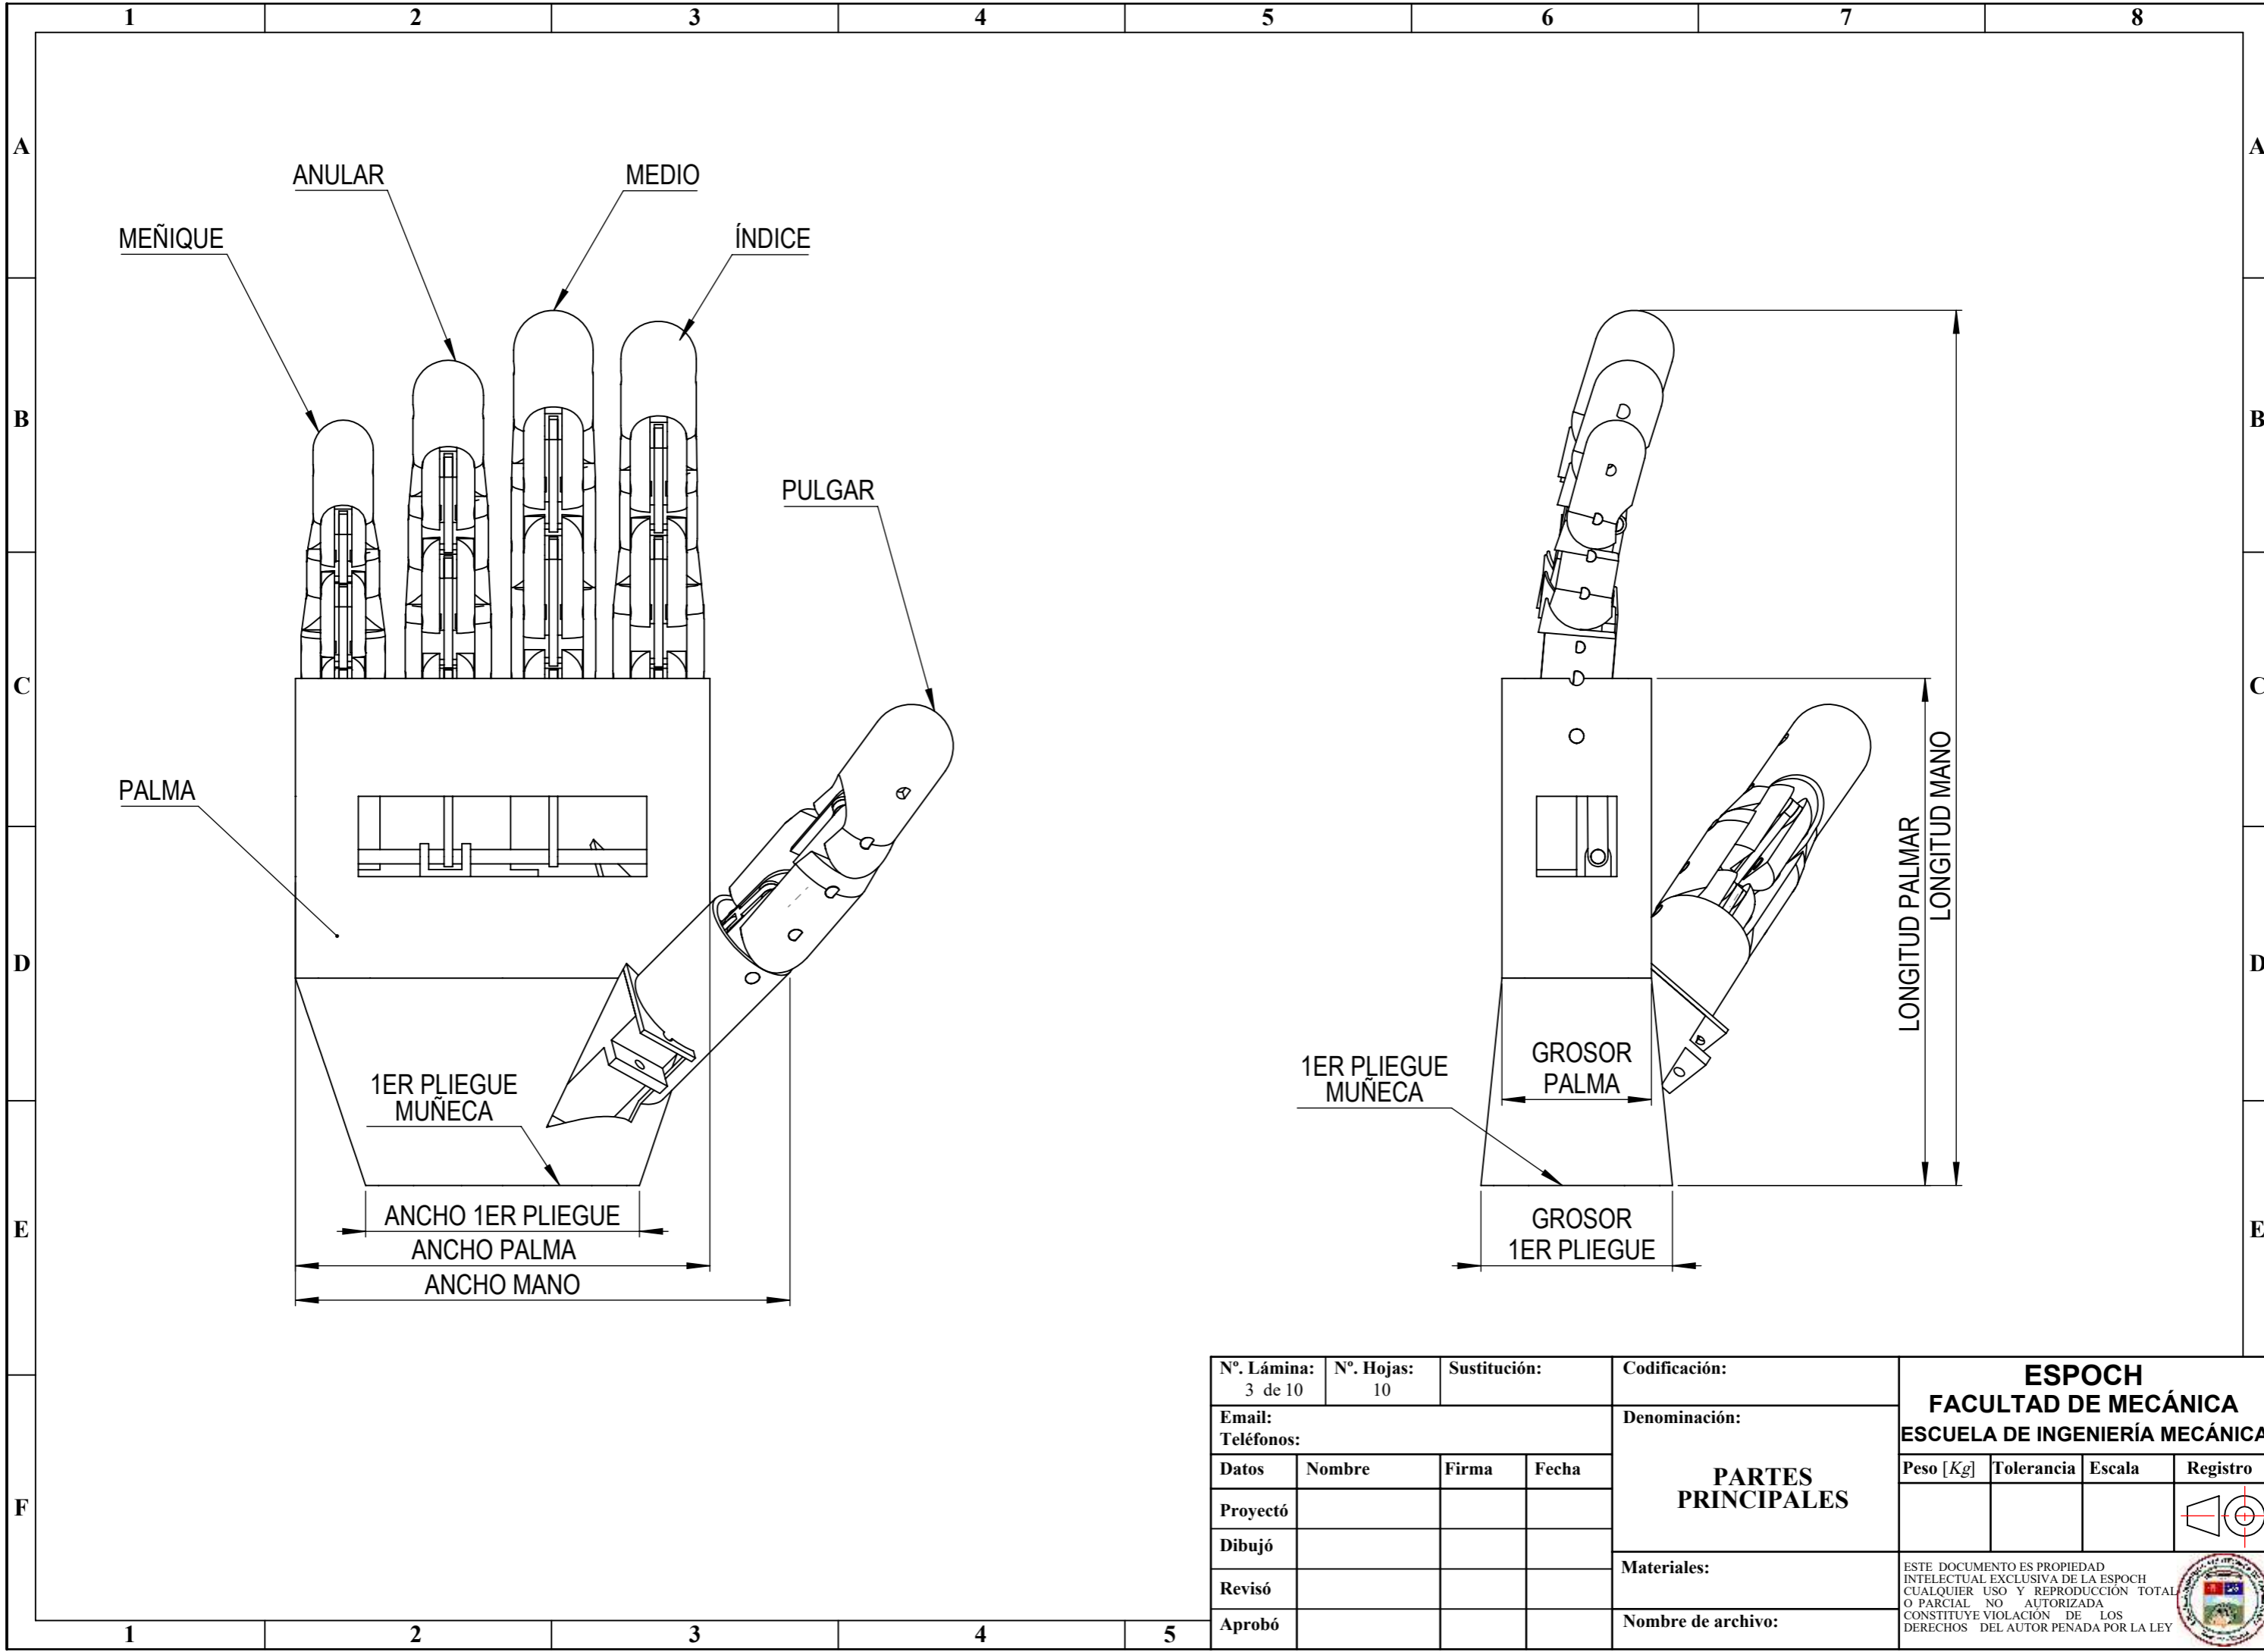 1 2 3 4 5 6 7 8
A A
ANULAR
MEDIO
MEÑIQUE
ÍNDICE
B B
PULGAR
C C
PALMA
LONGITUD PALMAR
LONGITUD MANO
D D
1ER PLIEGUE
MUÑECA
1ER PLIEGUE
MUÑECA
GROSOR
PALMA
ANCHO 1ER PLIEGUE
ANCHO PALMA
ANCHO MANO
GROSOR
1ER PLIEGUE
E E
F
Nº. Lámina:
3 de 10
Nº. Hojas:
10
Sustitución:
Codificación:
ESPOCH
FACULTAD DE MECÁNICA
ESCUELA DE INGENIERÍA MECÁNICA
Email:
Teléfonos:
Denominación:
PARTES
PRINCIPALES
Datos Nombre Firma Fecha
Peso [Kg] Tolerancia Escala Registro
Proyectó
Dibujó
Revisó
Aprobó
Materiales:
Nombre de archivo:
ESTE DOCUMENTO ES PROPIEDAD
INTELECTUAL EXCLUSIVA DE LA ESPOCH
CUALQUIER USO Y REPRODUCCIÓN TOTAL
O PARCIAL NO AUTORIZADA
CONSTITUYE VIOLACIÓN DE LOS
DERECHOS DEL AUTOR PENADA POR LA LEY
1 2 3 4 5